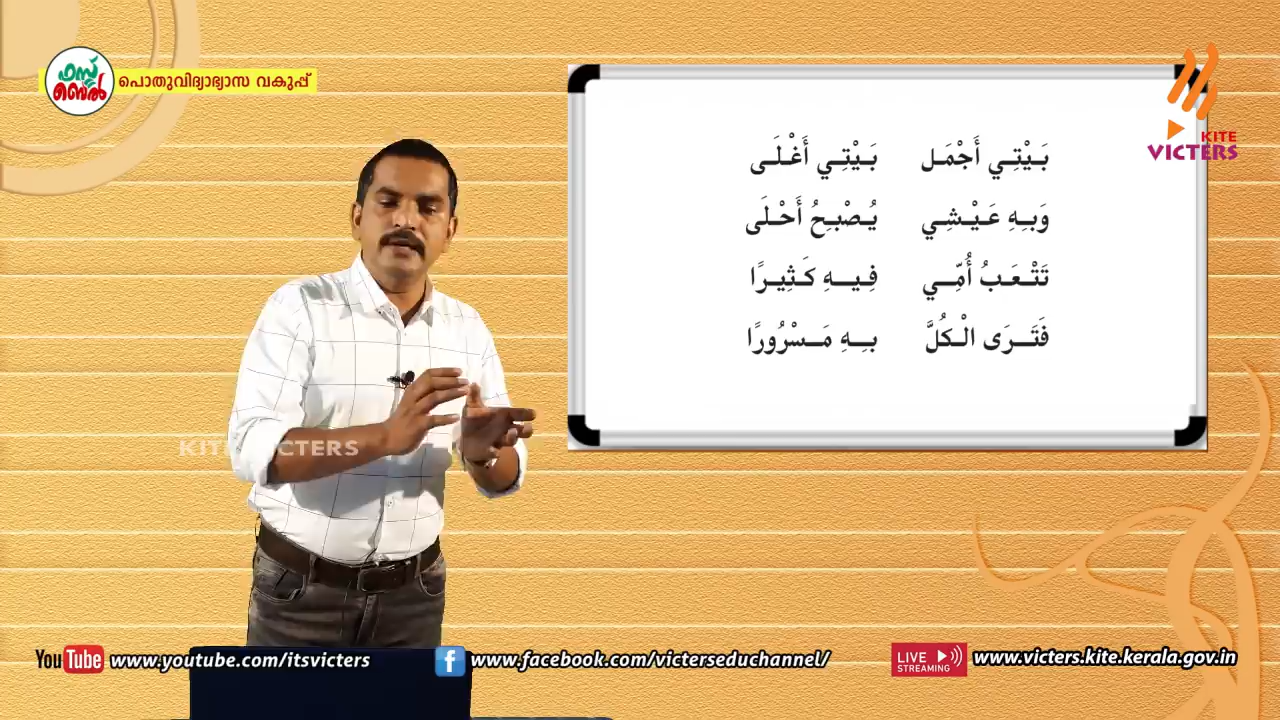 ഫസ്റ്റ്
ബെൽ
പൊതുവിദ്യാഭ്യാസ വകുപ്പ്
KITE
VICTERS
بَيْتِي أَجْمَل بَيْتِي أَغْلَى
وَبِهِ عَيْشِي يُصْبِحُ أَحْلَى
تَتْعَبُ أُمِّي فِيهِ كَثِيرًا
فَتَرَى الْكُلَّ بِهِ مَسْرُورًا
KITE VICTERS
YouTube www.youtube.com/itsvicters
f www.facebook.com/victerseduchannel/
LIVE STREAMING www.victers.kite.kerala.gov.in